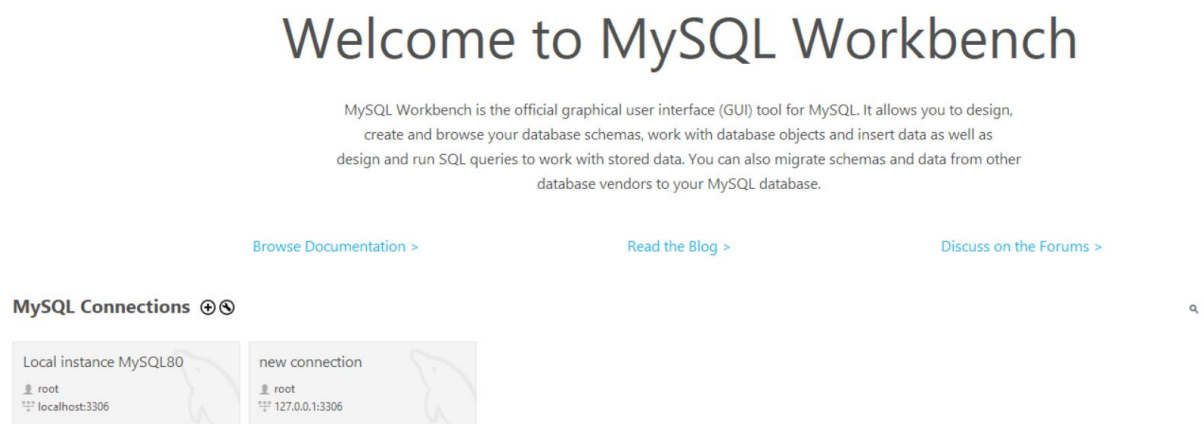 Welcome to MySQL Workbench
MySQL Workbench is the official graphical user interface (GUI) tool for MySQL. It allows you to design,
create and browse your database schemas, work with database objects and insert data as well as
design and run SQL queries to work with stored data. You can also migrate schemas and data from other
database vendors to your MySQL database.
Browse Documentation >
Read the Blog >
Discuss on the Forums >
MySQL Connections
Local instance MySQL80
root
localhost:3306
new connection
root
127.0.0.1:3306